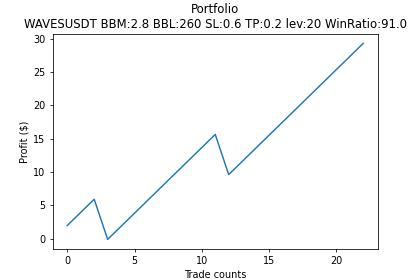 Portfolio
WAVESUSDT BBM:2.8 BBL:260 SL:0.6 TP:0.2 lev:20 WinRatio:91.0
30
25
20
15
10
5
0
Profit ($)
0 5 10 15 20
Trade counts